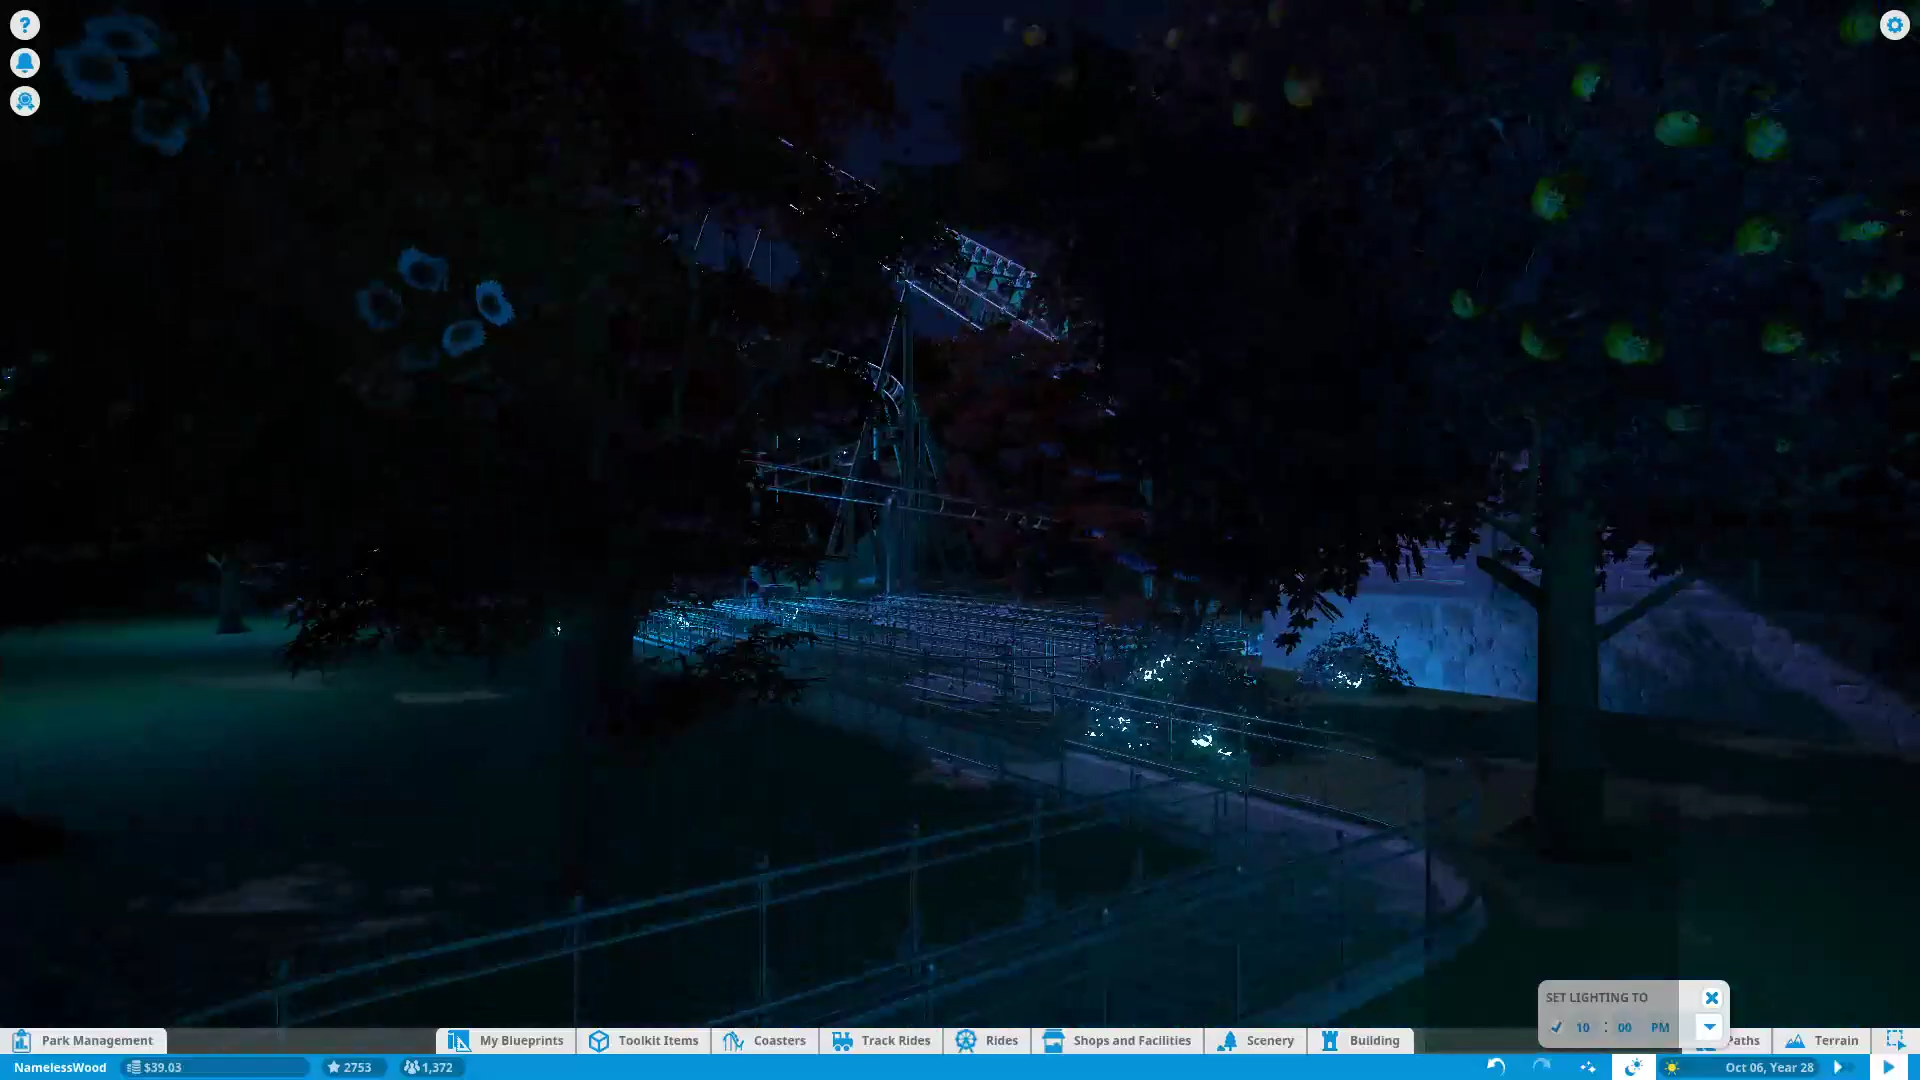 SET LIGHTING TO
10 : 00 PM
Park Management
My Blueprints
Toolkit Items
Coasters
Track Rides
Rides
Shops and Facilities
Scenery
Building
Paths
Terrain
NamelessWood
$39.03
2753
1,372
Oct 06, Year 28